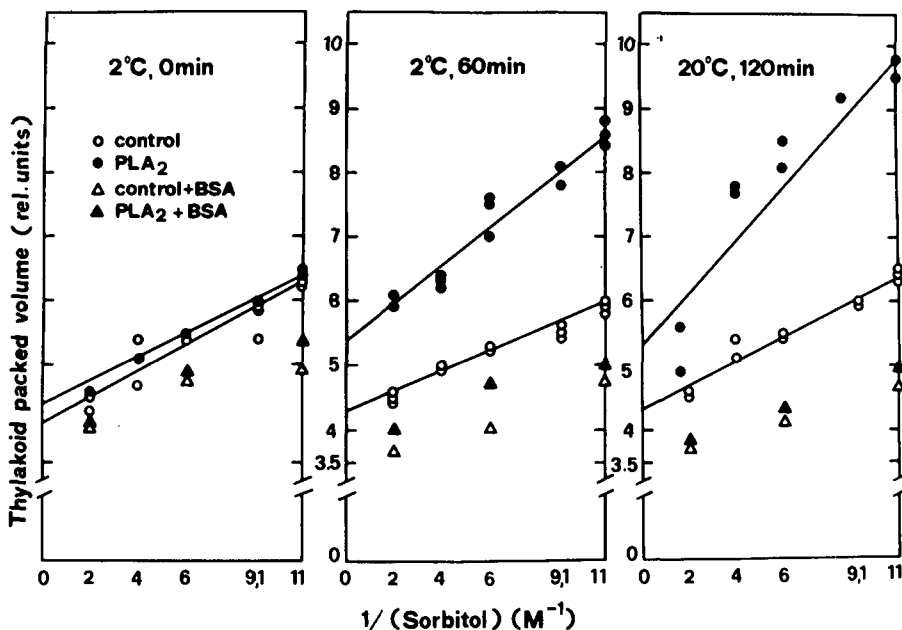 Thylakoid packed volume (rel. units)
2°C, 0min
○ control
● PLA₂
△ control+BSA
▲ PLA₂ + BSA
0 2 4 6 9,1 11
2°C, 60min
10
9
8
7
6
5
4
3.5
0
0 2 4 6 9,1 11
20°C, 120min
10
9
8
7
6
5
4
3.5
0
0 2 4 6 9,1 11
1/ (Sorbitol) (M⁻¹)